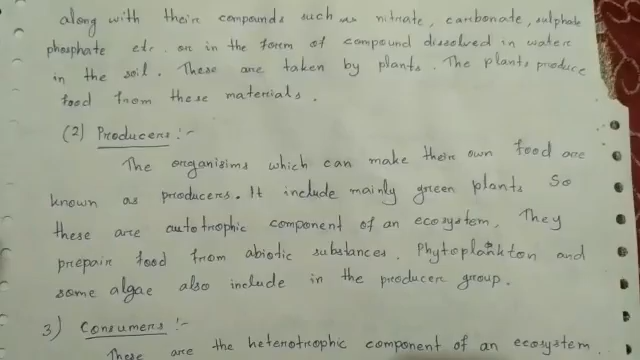 along with their compounds such as nitrate, carbonate, sulphate
phosphate etc. or in the form of compound dissolved in water
in the soil. These are taken by plants. The plants produce
food from these materials.
(2) Producers :-
The organisims which can make their own food are
known as producers. It include mainly green plants So
these are autotrophic component of an ecosystem, They
prepair food from abiotic substances. Phytoplankton and
some algae also include in the producer group.
3) Consumers :-
These are the heterotrophic component of an ecosystem